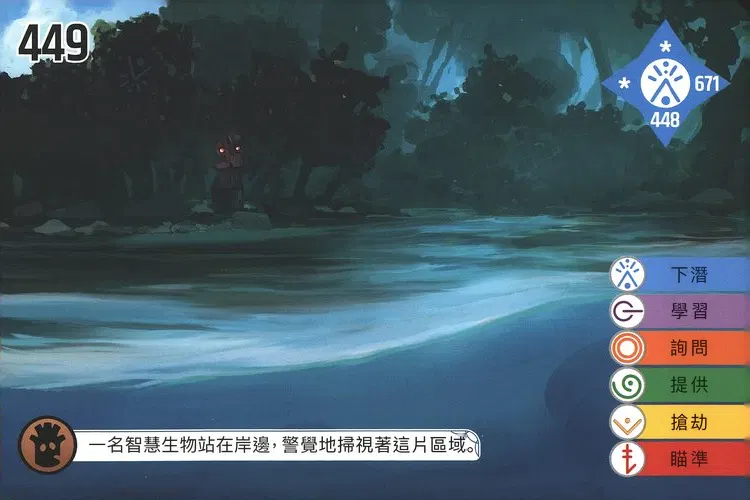 449
*
* 671
448
下潛
學習
詢問
提供
搶劫
瞄準
一名智慧生物站在岸邊，警覺地掃視著這片區域。